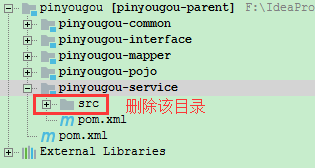 pinyougou [pinyougou-parent] F:\IdeaPro
pinyougou-common
pinyougou-interface
pinyougou-mapper
pinyougou-pojo
pinyougou-service
src 删除该目录
pom.xml
pom.xml
External Libraries